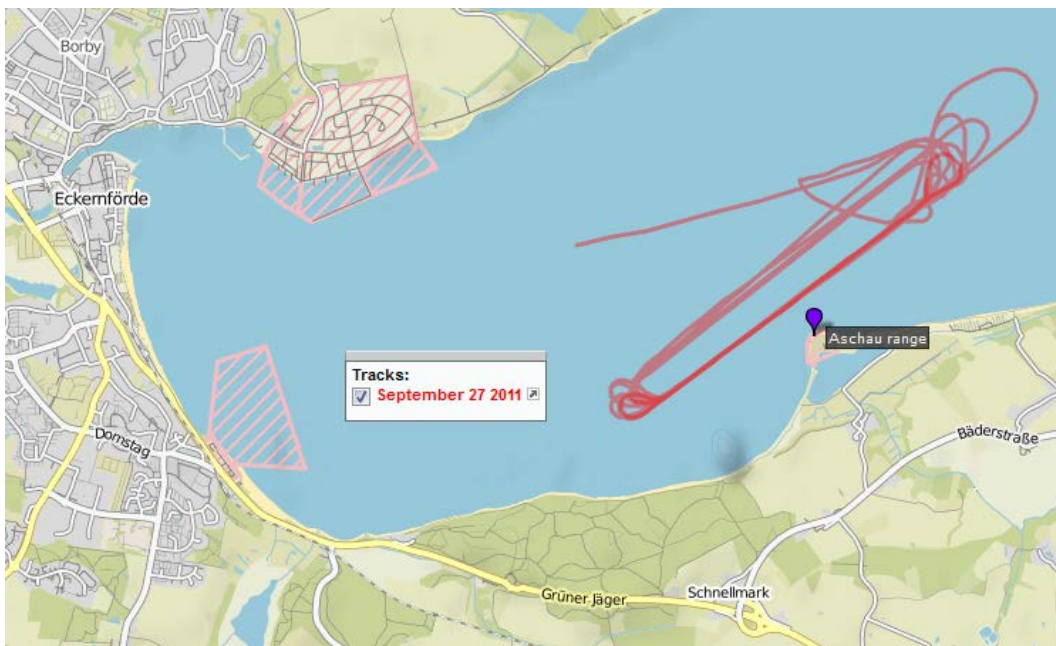 Borby
Eckernförde
Aschau range
Tracks:
September 27 2011
Domstag
Bäderstraße
Schnellmark
Grüner Jäger